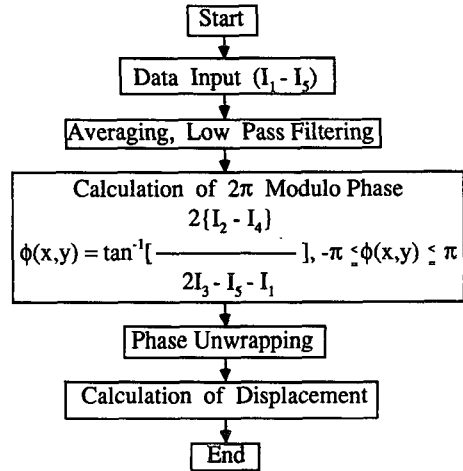 Start
Data Input (I₁ - I₅)
Averaging, Low Pass Filtering
Calculation of 2π Modulo Phase
2{I₂ - I₄}
ϕ(x,y) = tan⁻¹[ ], -π ≤ ϕ(x,y) ≤ π
2I₃ - I₅ - I₁
Phase Unwrapping
Calculation of Displacement
End